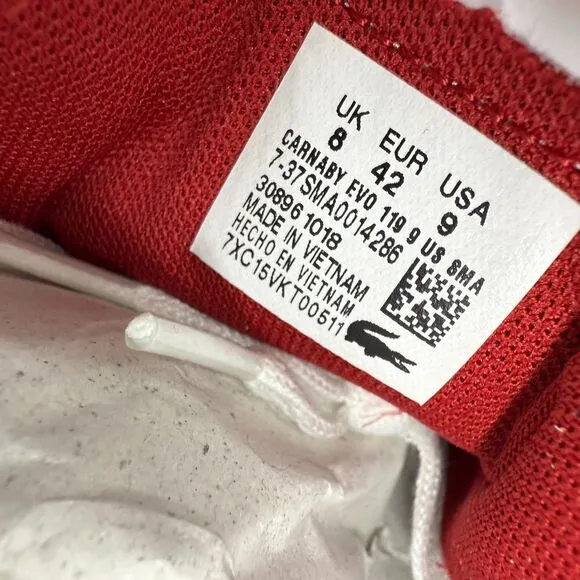 UK EUR USA
8 42 9
CARNABY EVO 119 9 US SMA
7-37SMA0014286
30896 1018
MADE IN VIETNAM
HECHO EN VIETNAM
7XC15VKT00511